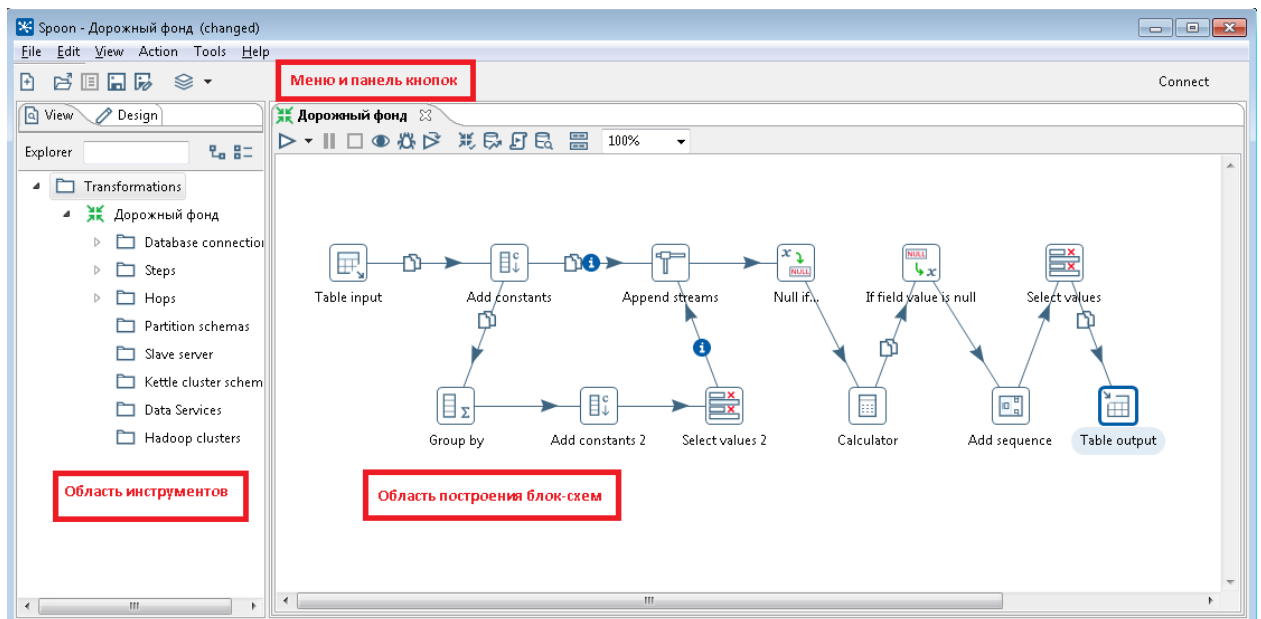 Spoon - Дорожный фонд (changed)
File Edit View Action Tools Help
Меню и панель кнопок
Connect
View Design
Дорожный фонд
Explorer
100%
Transformations
Дорожный фонд
Database connection
Steps
Hops
Partition schemas
Slave server
Kettle cluster schem
Data Services
Hadoop clusters
Область инструментов
Table input
Add constants
Append streams
Null if...
If field value is null
Select values
Group by
Add constants 2
Select values 2
Calculator
Add sequence
Table output
Область построения блок-схем